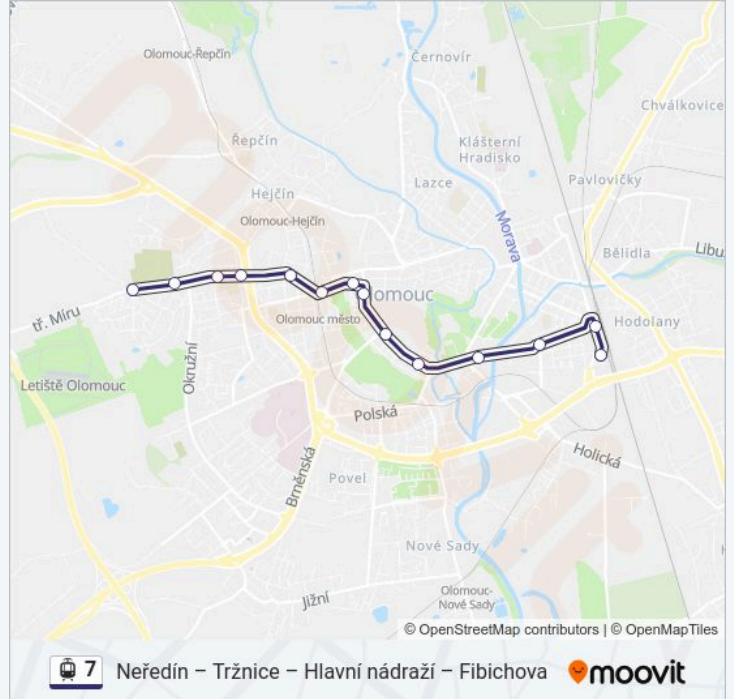 Olomouc-Řepčín
Černovír
Chválkovice
Řepčín
Klášterní
Hradisko
Lazce
Pavlovičky
Hejčín
Olomouc-Hejčín
Morava
Bělidla
Libu
lomouc
Olomouc město
Hodolany
tř. Míru
Okružní
Letiště Olomouc
Polská
Brněnská
Holická
Povel
Nové Sady
Olomouc-
Nové Sady
Jižní
© OpenStreetMap contributors | © OpenMapTiles
7 Neředín – Tržnice – Hlavní nádraží – Fibichova moovit